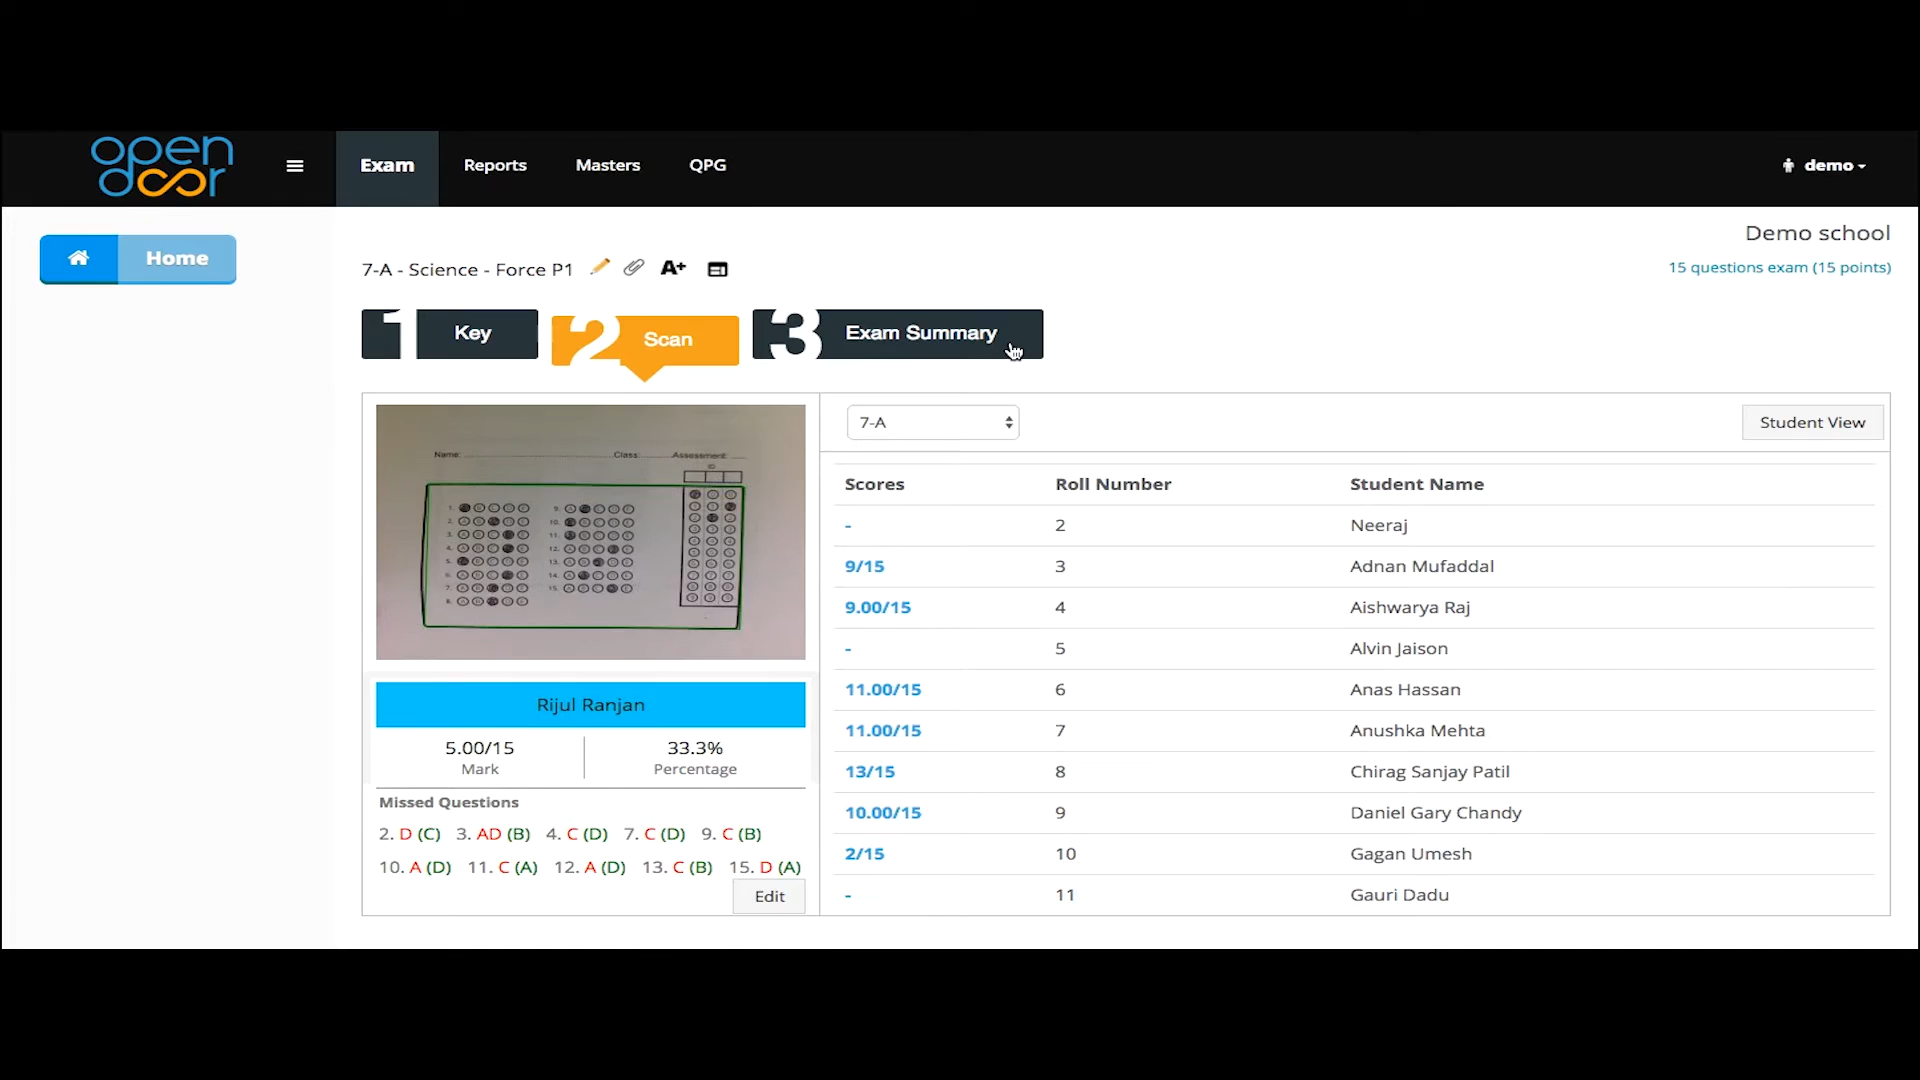 open door
Exam Reports Masters QPG demo
Home
Demo school
7-A - Science - Force P1 A+
15 questions exam (15 points)
1 Key 2 Scan 3 Exam Summary
Name: Class: Assessment:
ID
7-A
Student View
Scores Roll Number Student Name
- 2 Neeraj
9/15 3 Adnan Mufaddal
9.00/15 4 Aishwarya Raj
- 5 Alvin Jaison
11.00/15 6 Anas Hassan
11.00/15 7 Anushka Mehta
13/15 8 Chirag Sanjay Patil
10.00/15 9 Daniel Gary Chandy
2/15 10 Gagan Umesh
- 11 Gauri Dadu
Rijul Ranjan
5.00/15 33.3%
Mark Percentage
Missed Questions
2. D (C) 3. AD (B) 4. C (D) 7. C (D) 9. C (B)
10. A (D) 11. C (A) 12. A (D) 13. C (B) 15. D (A)
Edit